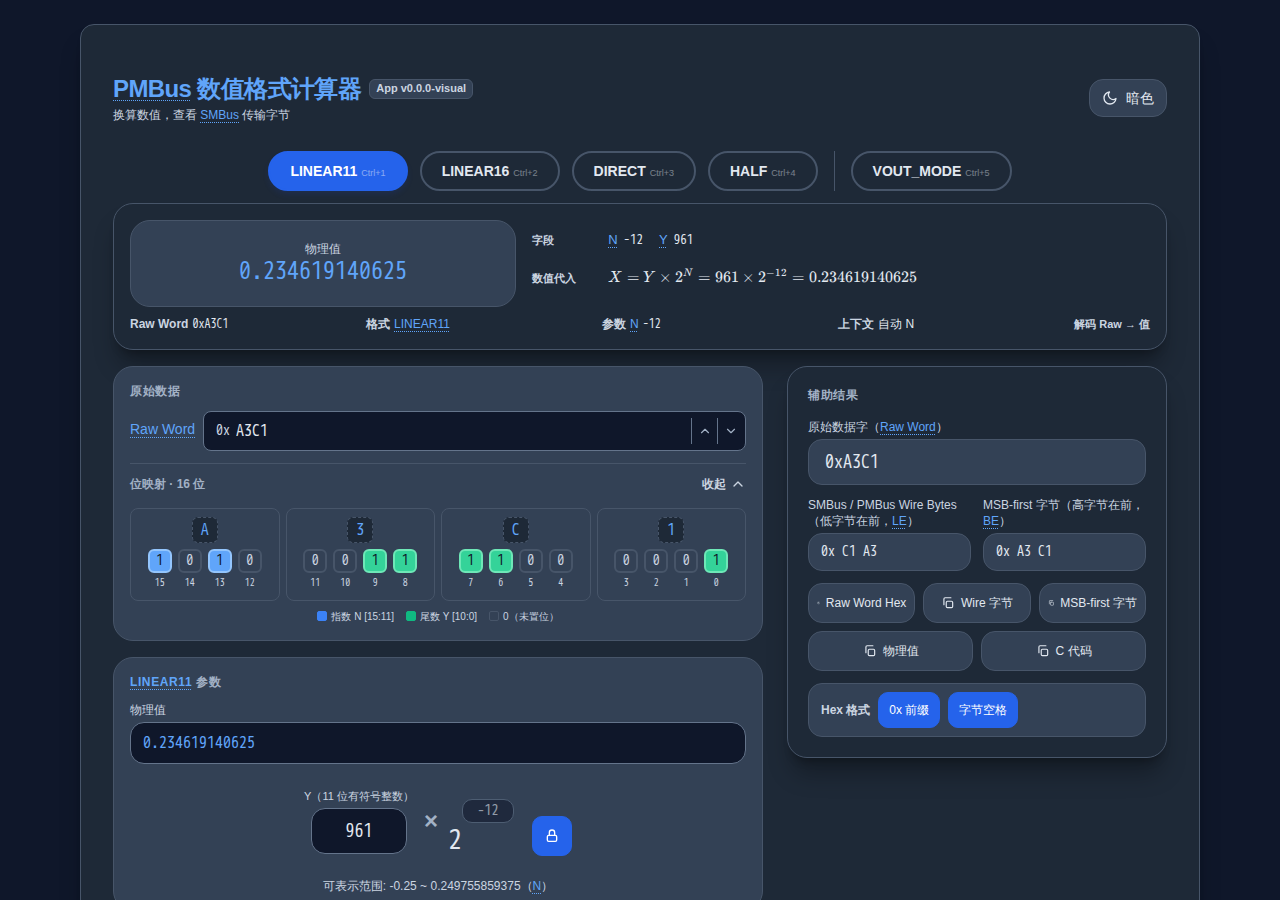 PMBus 数值格式计算器 App v0.0.0-visual
换算数值，查看 SMBus 传输字节
暗色
LINEAR11 Ctrl+1 LINEAR16 Ctrl+2 DIRECT Ctrl+3 HALF Ctrl+4 VOUT_MODE Ctrl+5
物理值
0.234619140625
字段 N -12 Y 961
数值代入 X = Y × 2^N = 961 × 2^−12 = 0.234619140625
Raw Word 0xA3C1 格式 LINEAR11 参数 N -12 上下文 自动 N 解码 Raw → 值
原始数据
Raw Word 0x A3C1
位映射 · 16 位 收起
A 3 C 1
1 0 1 0 0 0 1 1 1 1 0 0 0 0 0 1
15 14 13 12 11 10 9 8 7 6 5 4 3 2 1 0
指数 N [15:11] 尾数 Y [10:0] 0（未置位）
LINEAR11 参数
物理值
0.234619140625
Y（11 位有符号整数）
961 × 2 -12
可表示范围: -0.25 ~ 0.249755859375（N）
辅助结果
原始数据字（Raw Word）
0xA3C1
SMBus / PMBus Wire Bytes
（低字节在前，LE）
0x C1 A3
MSB-first 字节（高字节在前，
BE）
0x A3 C1
Raw Word Hex Wire 字节 MSB-first 字节
物理值 C 代码
Hex 格式 0x 前缀 字节空格